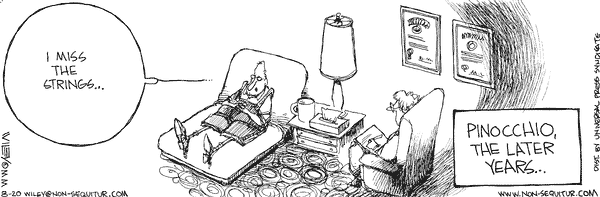 I MISS
THE
STRINGS...
PINOCCHIO,
THE LATER
YEARS...
WILEY
8-20 WILEY@NON-SEQUITUR.COM
WWW.NON-SEQUITUR.COM
DIST. BY UNIVERSAL PRESS SYNDICATE